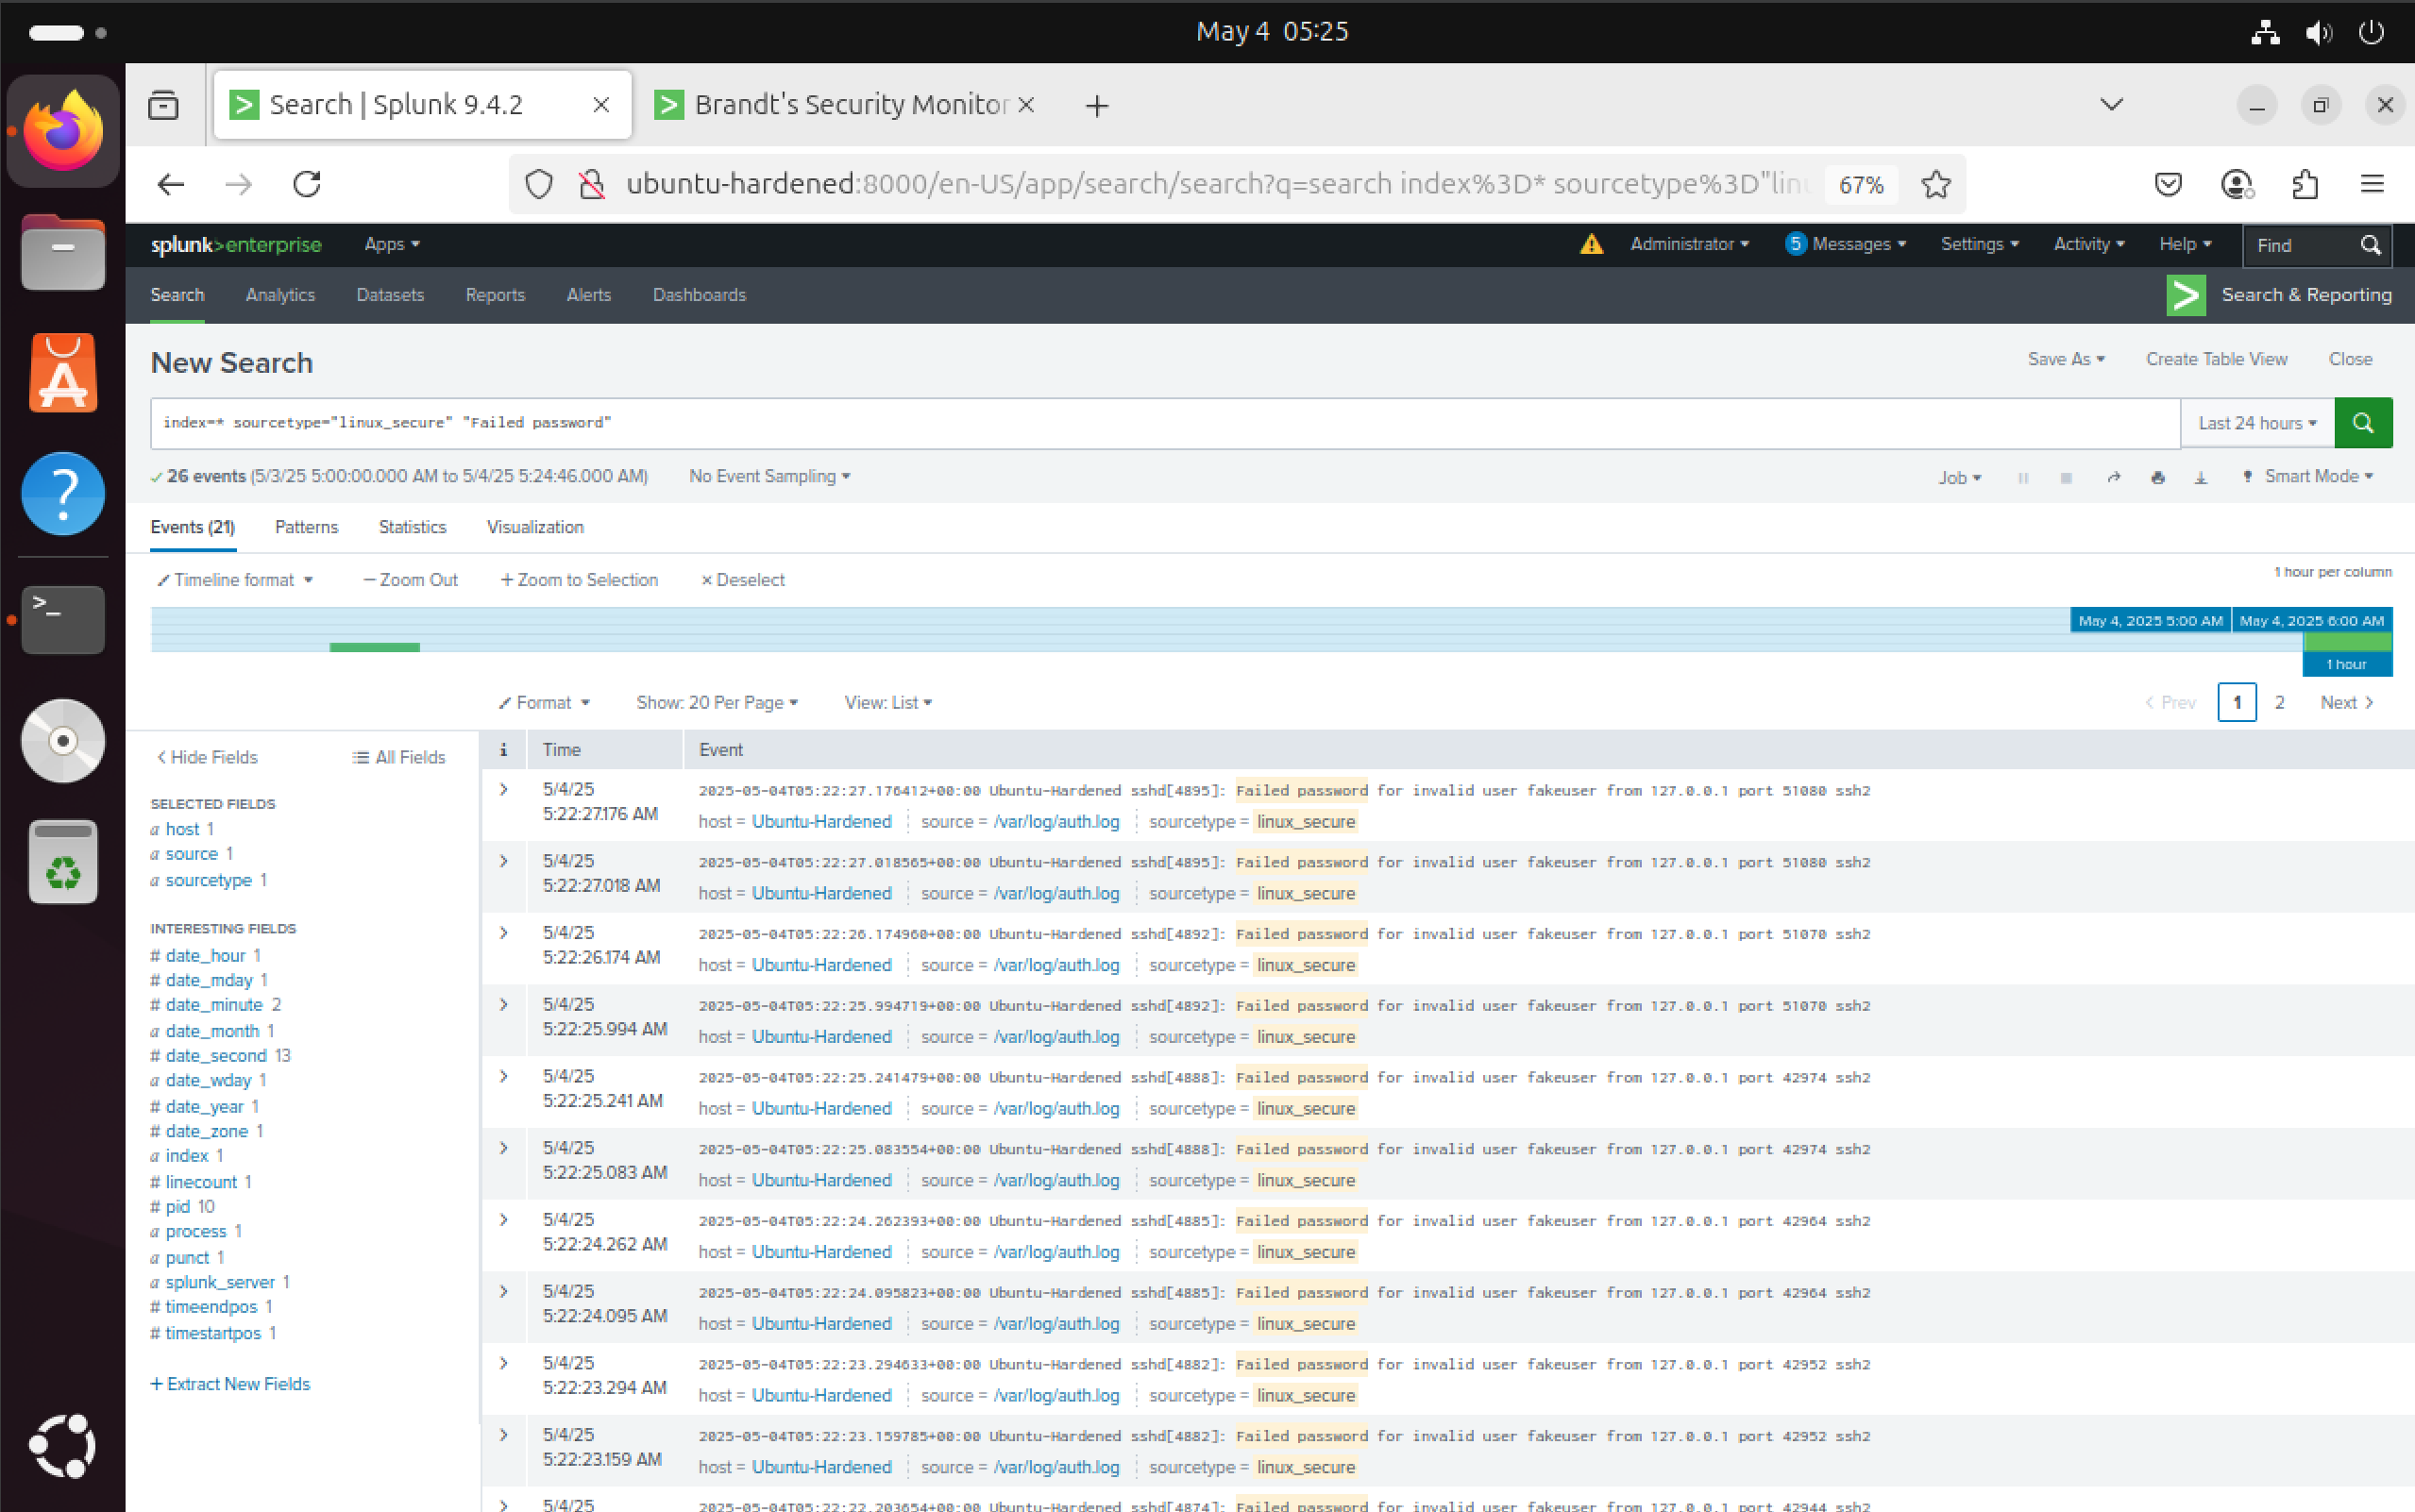 May 4 05:25
Search | Splunk 9.4.2
Brandt's Security Monitor
ubuntu-hardened:8000/en-US/app/search/search?q=search index%3D* sourcetype%3D"linu
67%
splunk>enterprise Apps
Administrator 5 Messages Settings Activity Help Find
Search Analytics Datasets Reports Alerts Dashboards
Search & Reporting
New Search
Save As Create Table View Close
index=* sourcetype="linux_secure" "Failed password"
Last 24 hours
26 events (5/3/25 5:00:00.000 AM to 5/4/25 5:24:46.000 AM) No Event Sampling
Job Smart Mode
Events (21) Patterns Statistics Visualization
Timeline format – Zoom Out + Zoom to Selection × Deselect
1 hour per column
May 4, 2025 5:00 AM May 4, 2025 6:00 AM
1 hour
Format Show: 20 Per Page View: List
< Prev 1 2 Next >
< Hide Fields All Fields
SELECTED FIELDS
a host 1
a source 1
a sourcetype 1
INTERESTING FIELDS
# date_hour 1
# date_mday 1
# date_minute 2
a date_month 1
# date_second 13
a date_wday 1
# date_year 1
# date_zone 1
a index 1
# linecount 1
# pid 10
a process 1
a punct 1
a splunk_server 1
# timeendpos 1
# timestartpos 1
+ Extract New Fields
i Time Event
5/4/25
5:22:27.176 AM
2025-05-04T05:22:27.176412+00:00 Ubuntu-Hardened sshd[4895]: Failed password for invalid user fakeuser from 127.0.0.1 port 51080 ssh2
host = Ubuntu-Hardened source = /var/log/auth.log sourcetype = linux_secure
5/4/25
5:22:27.018 AM
2025-05-04T05:22:27.018565+00:00 Ubuntu-Hardened sshd[4895]: Failed password for invalid user fakeuser from 127.0.0.1 port 51080 ssh2
host = Ubuntu-Hardened source = /var/log/auth.log sourcetype = linux_secure
5/4/25
5:22:26.174 AM
2025-05-04T05:22:26.174960+00:00 Ubuntu-Hardened sshd[4892]: Failed password for invalid user fakeuser from 127.0.0.1 port 51070 ssh2
host = Ubuntu-Hardened source = /var/log/auth.log sourcetype = linux_secure
5/4/25
5:22:25.994 AM
2025-05-04T05:22:25.994719+00:00 Ubuntu-Hardened sshd[4892]: Failed password for invalid user fakeuser from 127.0.0.1 port 51070 ssh2
host = Ubuntu-Hardened source = /var/log/auth.log sourcetype = linux_secure
5/4/25
5:22:25.241 AM
2025-05-04T05:22:25.241479+00:00 Ubuntu-Hardened sshd[4888]: Failed password for invalid user fakeuser from 127.0.0.1 port 42974 ssh2
host = Ubuntu-Hardened source = /var/log/auth.log sourcetype = linux_secure
5/4/25
5:22:25.083 AM
2025-05-04T05:22:25.083554+00:00 Ubuntu-Hardened sshd[4888]: Failed password for invalid user fakeuser from 127.0.0.1 port 42974 ssh2
host = Ubuntu-Hardened source = /var/log/auth.log sourcetype = linux_secure
5/4/25
5:22:24.262 AM
2025-05-04T05:22:24.262393+00:00 Ubuntu-Hardened sshd[4885]: Failed password for invalid user fakeuser from 127.0.0.1 port 42964 ssh2
host = Ubuntu-Hardened source = /var/log/auth.log sourcetype = linux_secure
5/4/25
5:22:24.095 AM
2025-05-04T05:22:24.095823+00:00 Ubuntu-Hardened sshd[4885]: Failed password for invalid user fakeuser from 127.0.0.1 port 42964 ssh2
host = Ubuntu-Hardened source = /var/log/auth.log sourcetype = linux_secure
5/4/25
5:22:23.294 AM
2025-05-04T05:22:23.294633+00:00 Ubuntu-Hardened sshd[4882]: Failed password for invalid user fakeuser from 127.0.0.1 port 42952 ssh2
host = Ubuntu-Hardened source = /var/log/auth.log sourcetype = linux_secure
5/4/25
5:22:23.159 AM
2025-05-04T05:22:23.159785+00:00 Ubuntu-Hardened sshd[4882]: Failed password for invalid user fakeuser from 127.0.0.1 port 42952 ssh2
host = Ubuntu-Hardened source = /var/log/auth.log sourcetype = linux_secure
5/4/25
2025-05-04T05:22:22.203654+00:00 Ubuntu-Hardened sshd[4874]: Failed password for invalid user fakeuser from 127.0.0.1 port 42944 ssh2